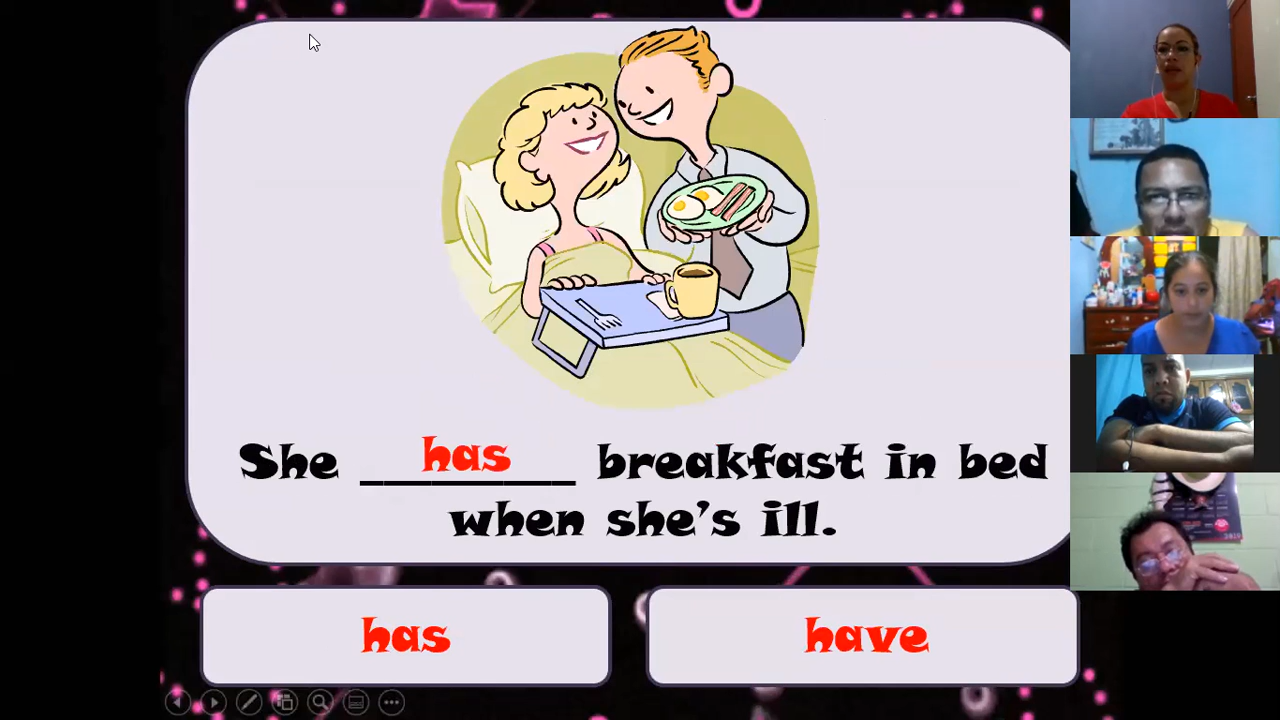 She has breakfast in bed
when she's ill.
has
have